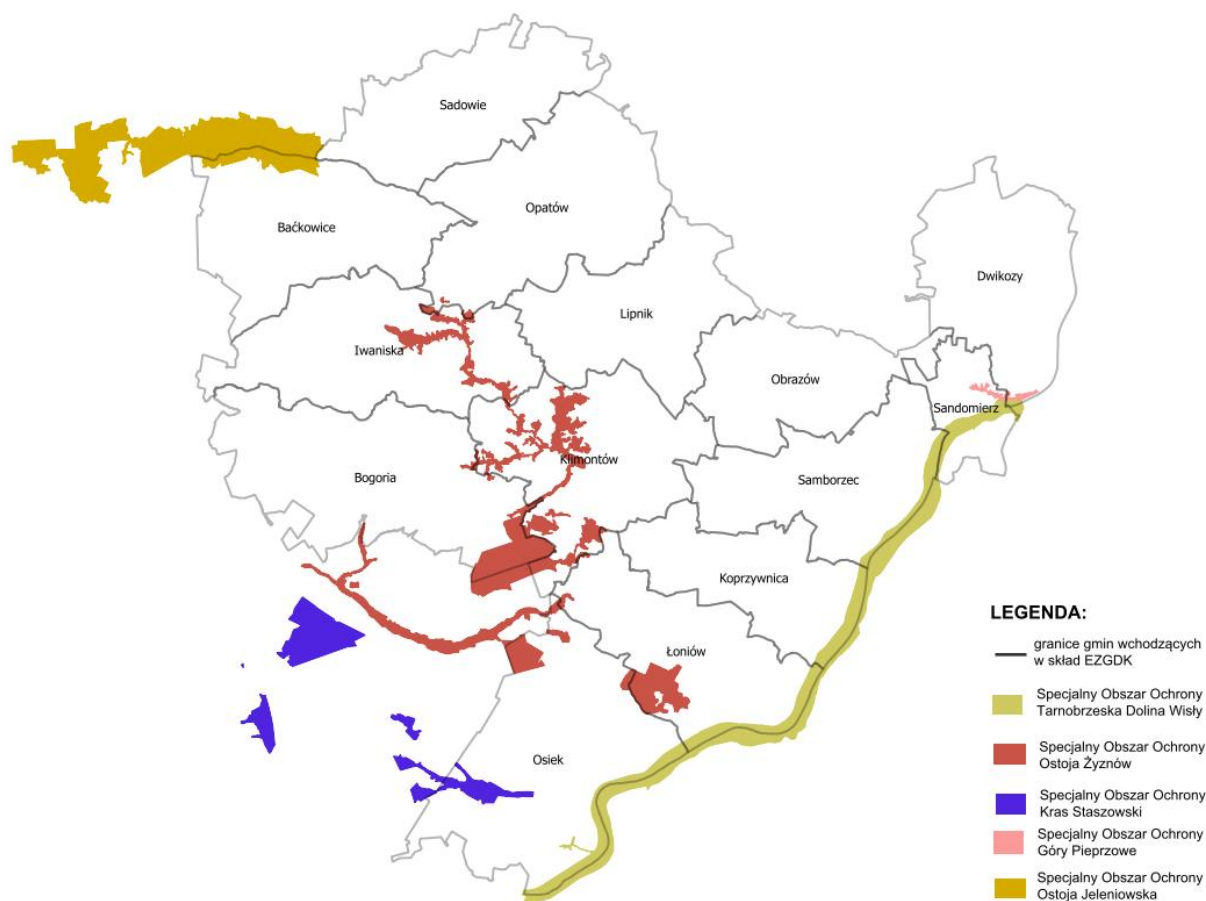 Sadowie
Opatów
Baćkowice
Dwikozy
Lipnik
Iwaniska
Obrazów
Sandomierz
Klimontów
Bogoria
Samborzec
Koprzywnica
Łoniów
Osiek
LEGENDA:
granice gmin wchodzących
w skład EZGDK
Specjalny Obszar Ochrony
Tarnobrzeska Dolina Wisły
Specjalny Obszar Ochrony
Ostoja Żyznów
Specjalny Obszar Ochrony
Kras Staszowski
Specjalny Obszar Ochrony
Góry Pieprzowe
Specjalny Obszar Ochrony
Ostoja Jeleniowska